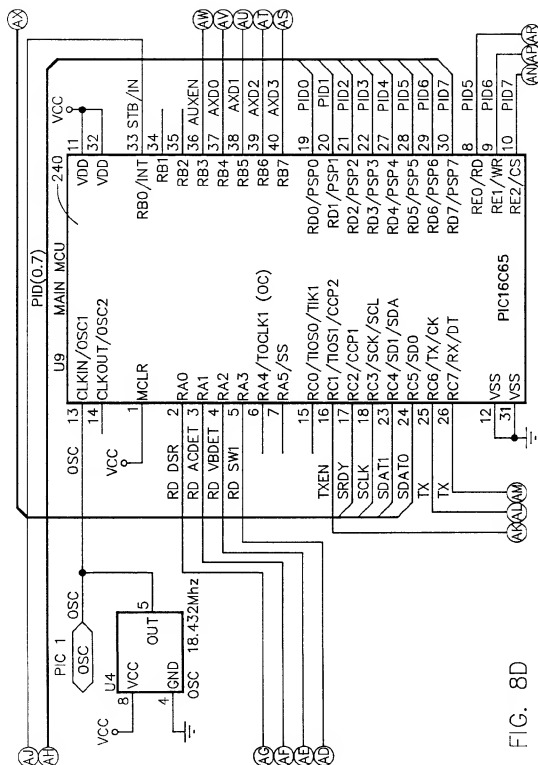 AX
AJ
AH
AW
AV
AU
AT
AS
AR
AP
AN
VCC
STB/IN
AUXEN
AXD0
AXD1
AXD2
AXD3
PID0
PID1
PID2
PID3
PID4
PID5
PID6
PID7
PID5
PID6
PID7
11
32
33
34
35
36
37
38
39
40
19
20
21
22
27
28
29
30
8
9
10
240
VDD
VDD
RB0/INT
RB1
RB2
RB3
RB4
RB5
RB6
RB7
RD0/PSP0
RD1/PSP1
RD2/PSP2
RD3/PSP3
RD4/PSP4
RD5/PSP5
RD6/PSP6
RD7/PSP7
RE0/RD
RE1/WR
RE2/CS
PID(0.7)
U9 MAIN MCU
PIC16C65
CLKIN/OSC1
CLKOUT/OSC2
MCLR
RA0
RA1
RA2
RA3
RA4/TOCLK1 (OC)
RA5/SS
RC0/TIOS0/TIK1
RC1/TIOS1/CCP2
RC2/CCP1
RC3/SCK/SCL
RC4/SD1/SDA
RC5/SDO
RC6/TX/CK
RC7/RX/DT
VSS
VSS
13
14
1
2
3
4
5
6
7
15
16
17
18
23
24
25
26
12
31
OSC
VCC
RD DSR
RD ACDET
RD VBDET
RD SW1
TXEN
SRDY
SCLK
SDAT1
SDAT0
TX
TX
AK
AL
AM
PIC 1
OSC
OSC
U4
8 VCC
4 GND
OUT 5
OSC
18.432Mhz
VCC
AG
AF
AE
AD
FIG. 8D